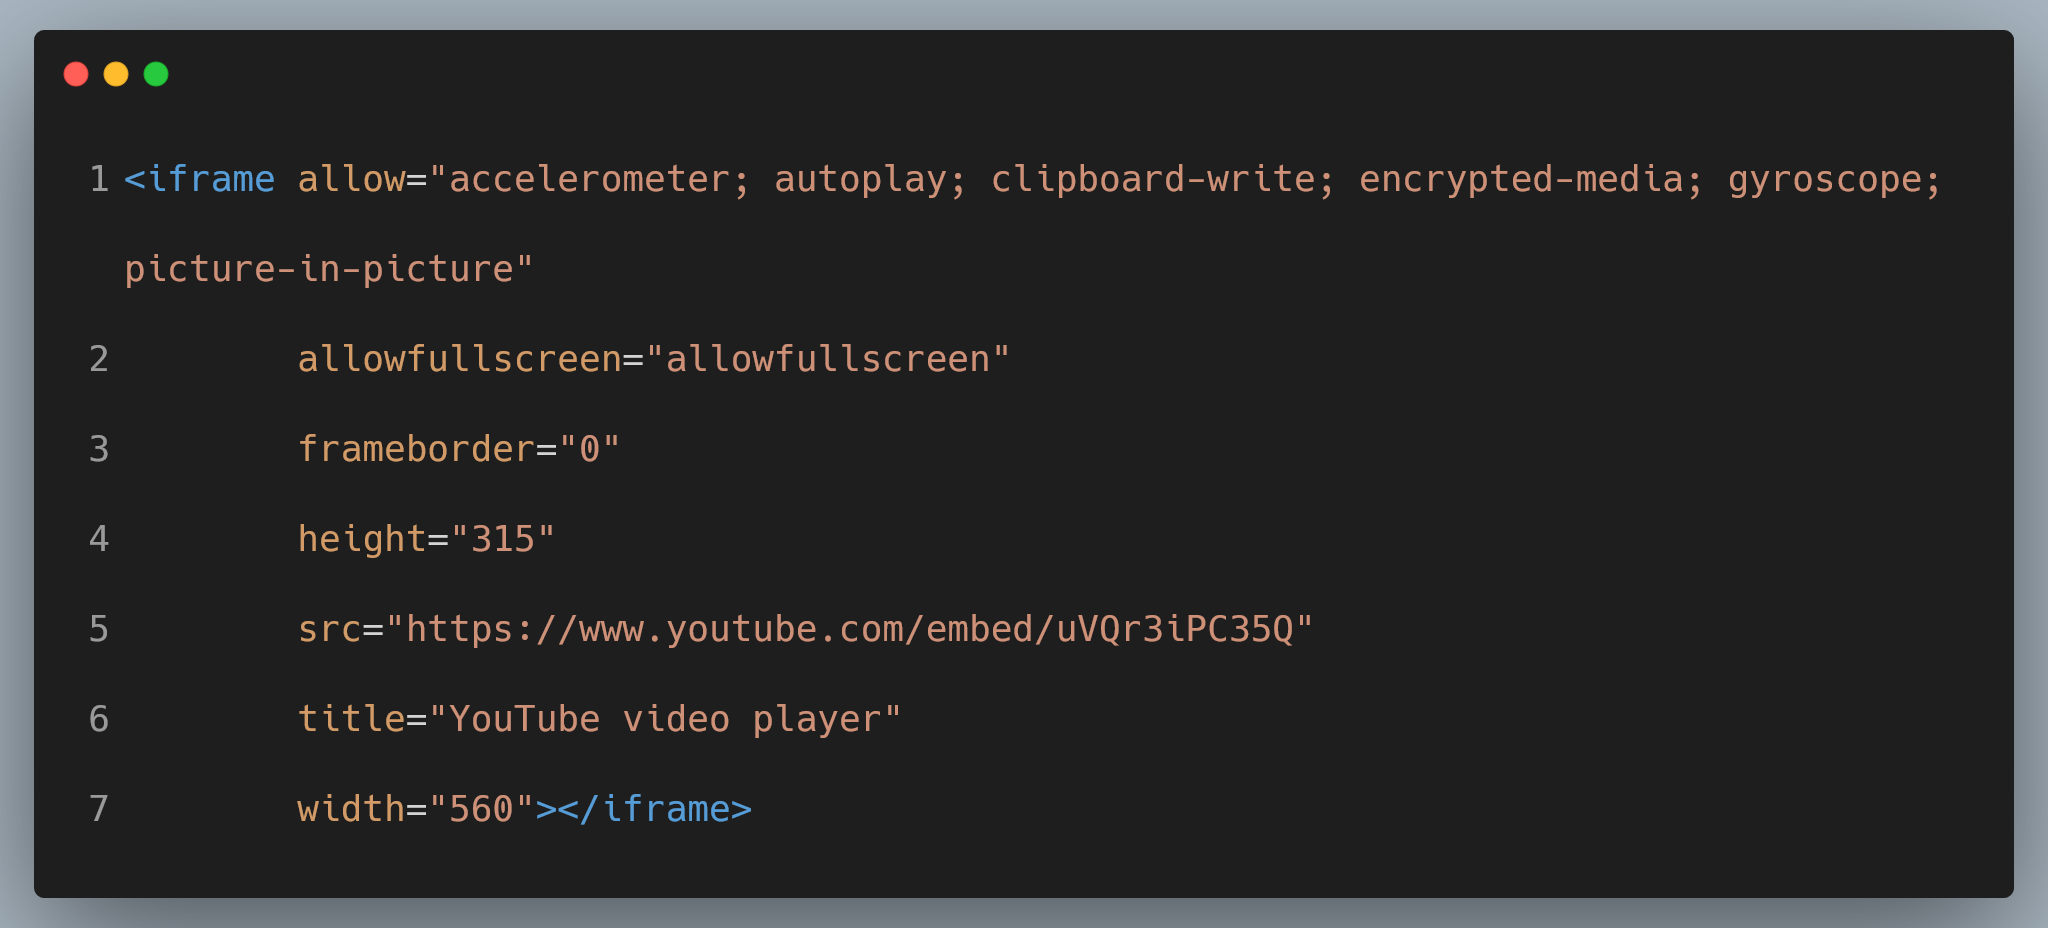 1 <iframe allow="accelerometer; autoplay; clipboard-write; encrypted-media; gyroscope;
picture-in-picture"
2         allowfullscreen="allowfullscreen"
3         frameborder="0"
4         height="315"
5         src="https://www.youtube.com/embed/uVQr3iPC35Q"
6         title="YouTube video player"
7         width="560"></iframe>